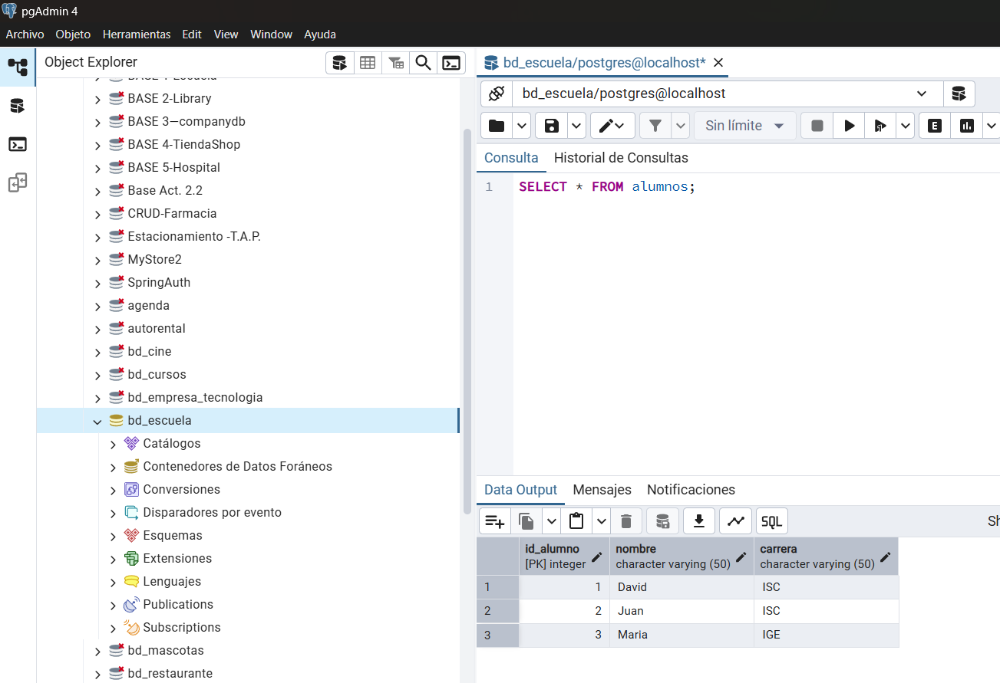 pgAdmin 4
Archivo Objeto Herramientas Edit View Window Ayuda
Object Explorer
BASE 2-Library
BASE 3—companydb
BASE 4-TiendaShop
BASE 5-Hospital
Base Act. 2.2
CRUD-Farmacia
Estacionamiento -T.A.P.
MyStore2
SpringAuth
agenda
autorental
bd_cine
bd_cursos
bd_empresa_tecnologia
bd_escuela
Catálogos
Contenedores de Datos Foráneos
Conversiones
Disparadores por evento
Esquemas
Extensiones
Lenguajes
Publications
Subscriptions
bd_mascotas
bd_restaurante
bd_escuela/postgres@localhost*
bd_escuela/postgres@localhost
Sin límite
E
Consulta Historial de Consultas
1 SELECT * FROM alumnos;
Data Output Mensajes Notificaciones
SQL Sh
id_alumno nombre carrera
[PK] integer character varying (50) character varying (50)
1 1 David ISC
2 2 Juan ISC
3 3 Maria IGE